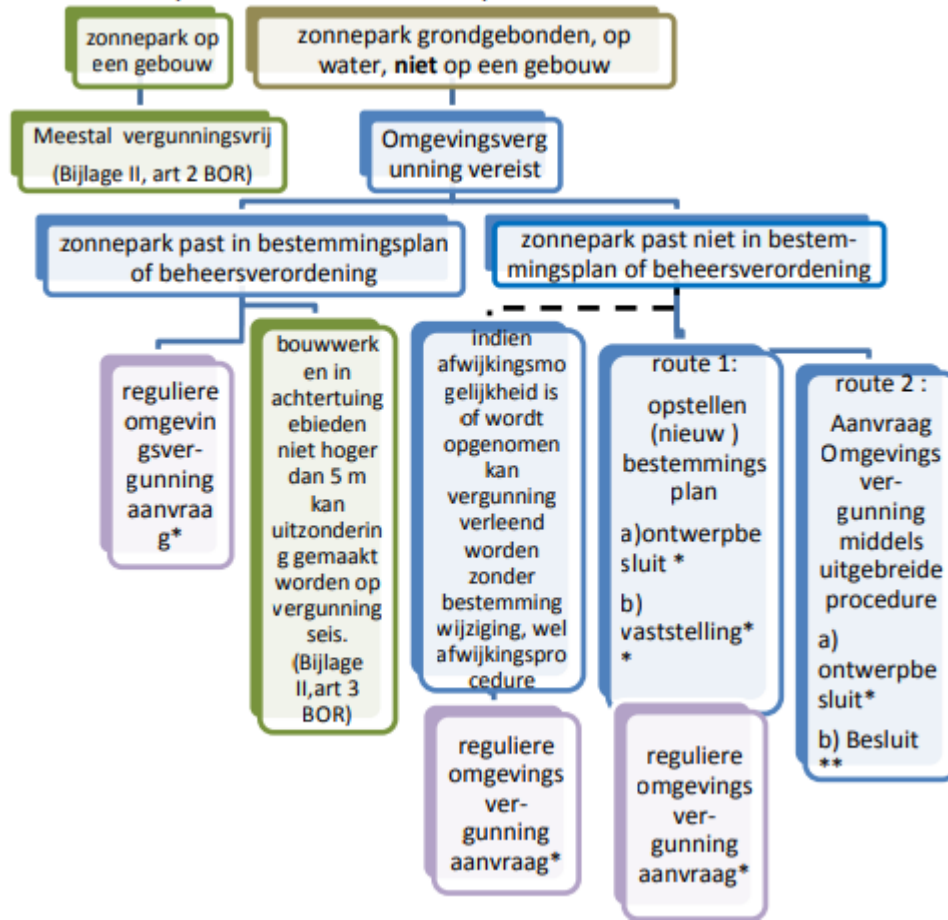 zonnepark op
een gebouw
zonnepark grondgebonden, op
water, niet op een gebouw
Meestal vergunningsvrij
(Bijlage II, art 2 BOR)
Omgevingsverg
unning vereist
zonnepark past in bestemmingsplan
of beheersverordening
zonnepark past niet in bestem-
mmingsplan of beheersverordening
reguliere
omgevin
gsver-
gunning
aanvraa
g*
bouwwerk
en in
achtertuing
ebieden
niet hoger
dan 5 m
kan
uitzonderin
g gemaakt
worden op
vergunning
seis.
(Bijlage
II,art 3
BOR)
indien
afwijkingsmo
gelijkheid is
of wordt
opgenomen
kan
vergunning
verleend
worden
zonder
bestemming
wijziging, wel
afwijkingspro
cedure
reguliere
omgevings
ver-
gunning
aanvraag*
route 1:
opstellen
(nieuw )
bestemmings
plan
a)ontwerpbe
sluit *
b)
vaststelling*
*
reguliere
omgevings
ver-
gunning
aanvraag*
route 2 :
Aanvraag
Omgevings
ver-
gunning
middels
uitgebreide
procedure
a)
ontwerpbe
sluit*
b) Besluit
**